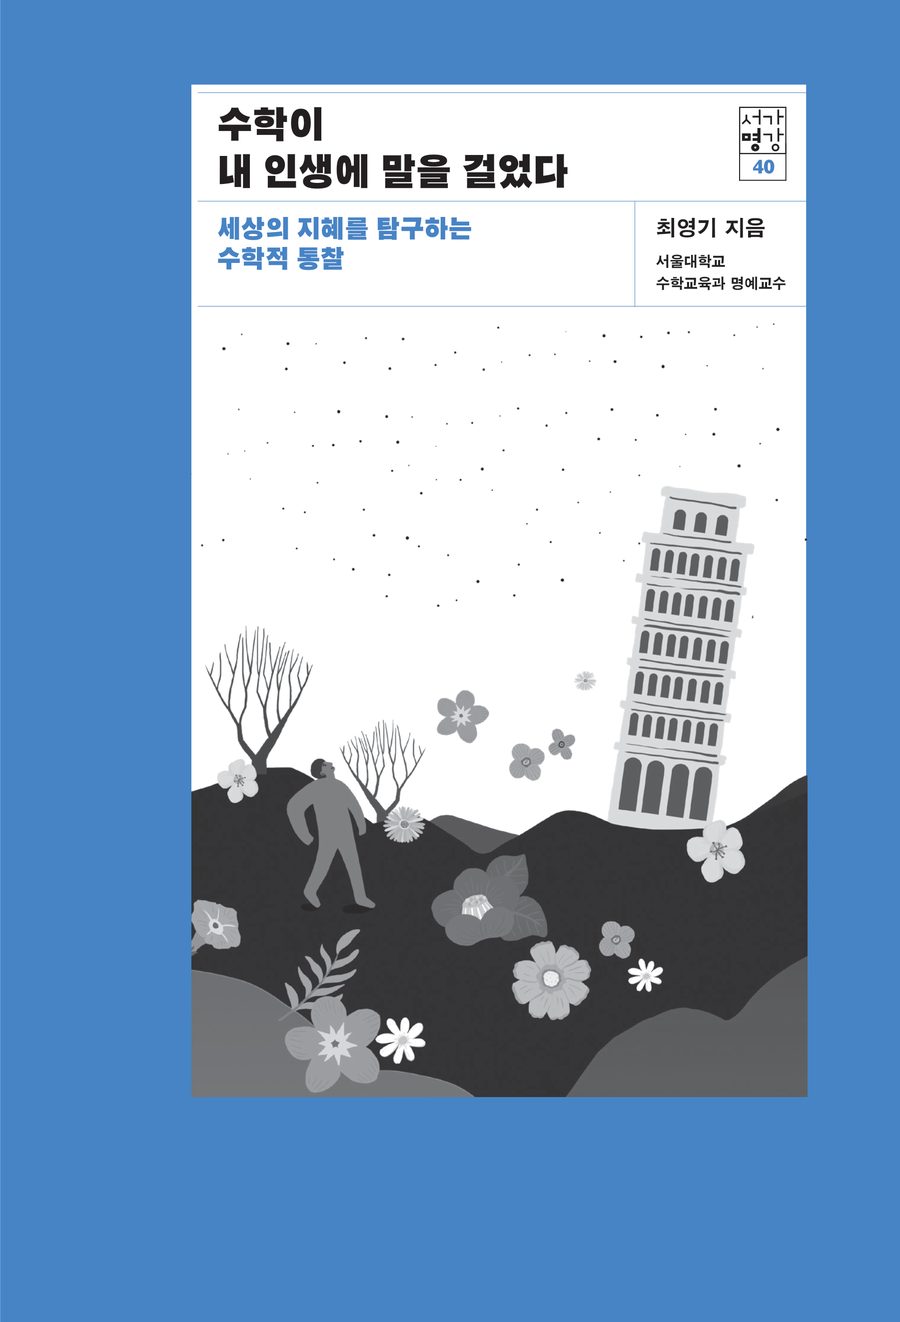 수학이
내 인생에 말을 걸었다
서가
명강
40
세상의 지혜를 탐구하는
수학적 통찰
최영기 지음
서울대학교
수학교육과 명예교수